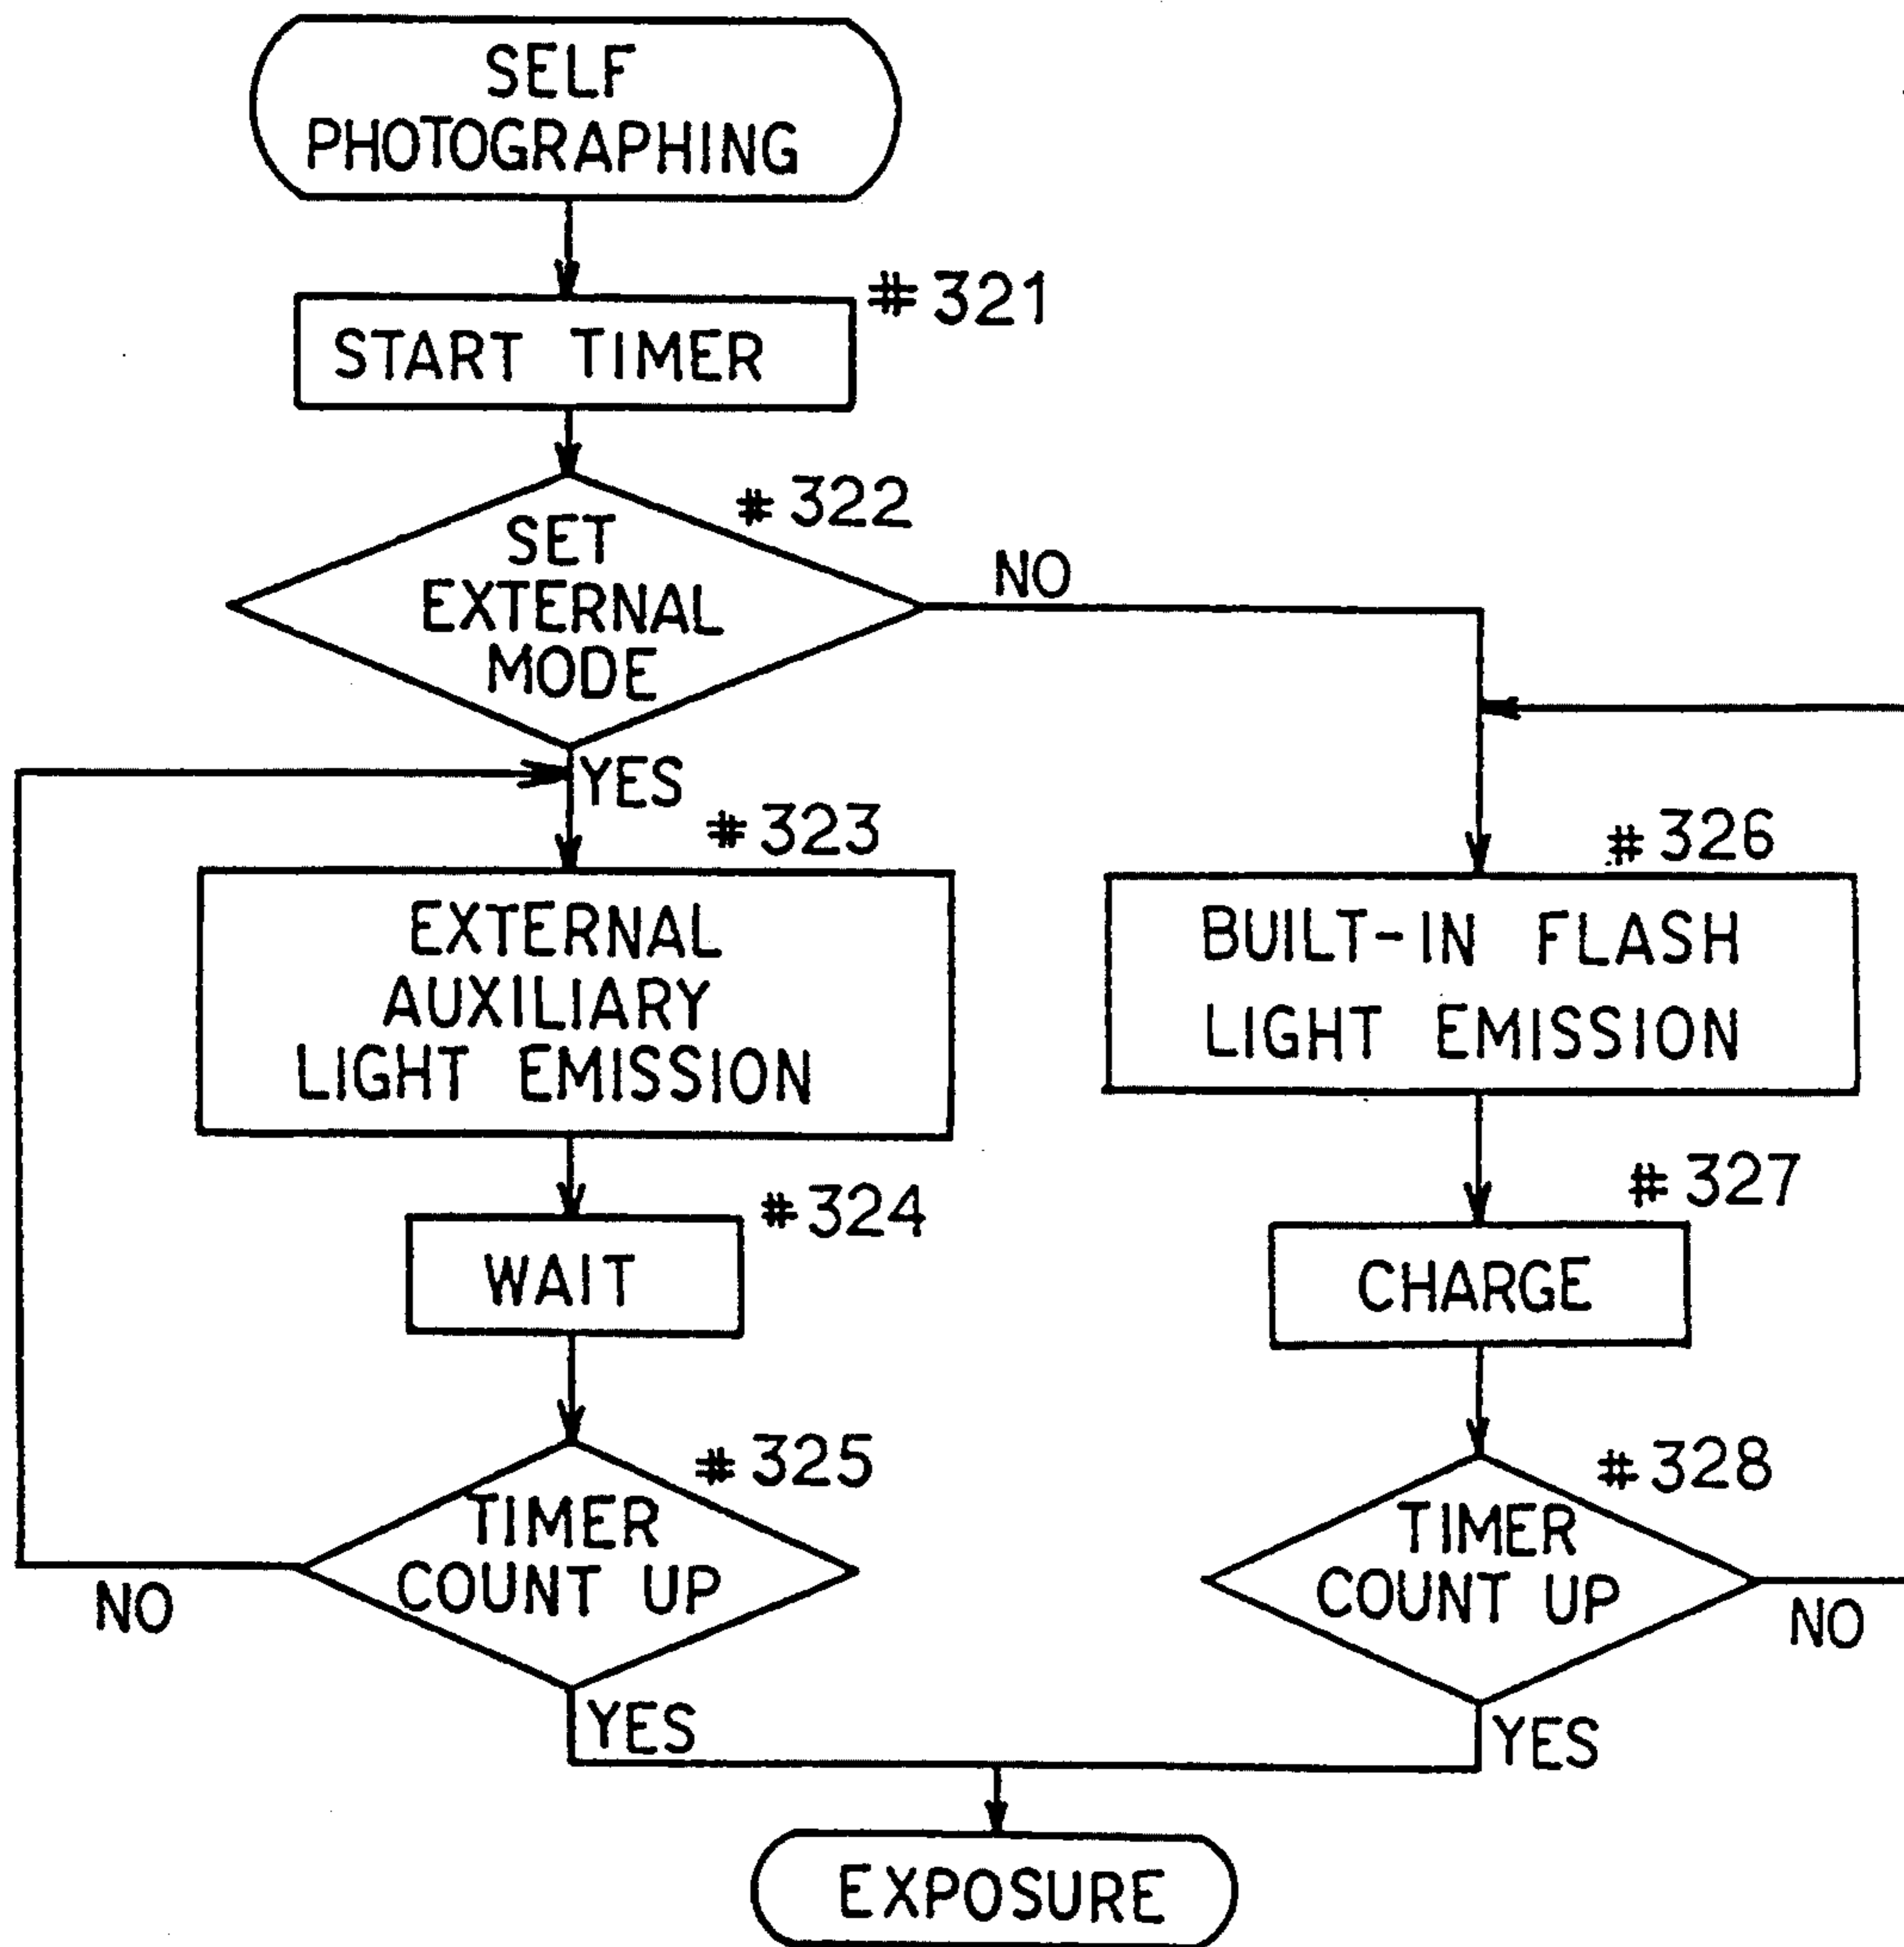 SELF
PHOTOGRAPHING
#321
START TIMER
#322
SET
EXTERNAL
MODE
NO
YES
#323
EXTERNAL
AUXILIARY
LIGHT EMISSION
#326
BUILT-IN FLASH
LIGHT EMISSION
#324
WAIT
#327
CHARGE
#325
TIMER
COUNT UP
NO
YES
#328
TIMER
COUNT UP
NO
YES
EXPOSURE